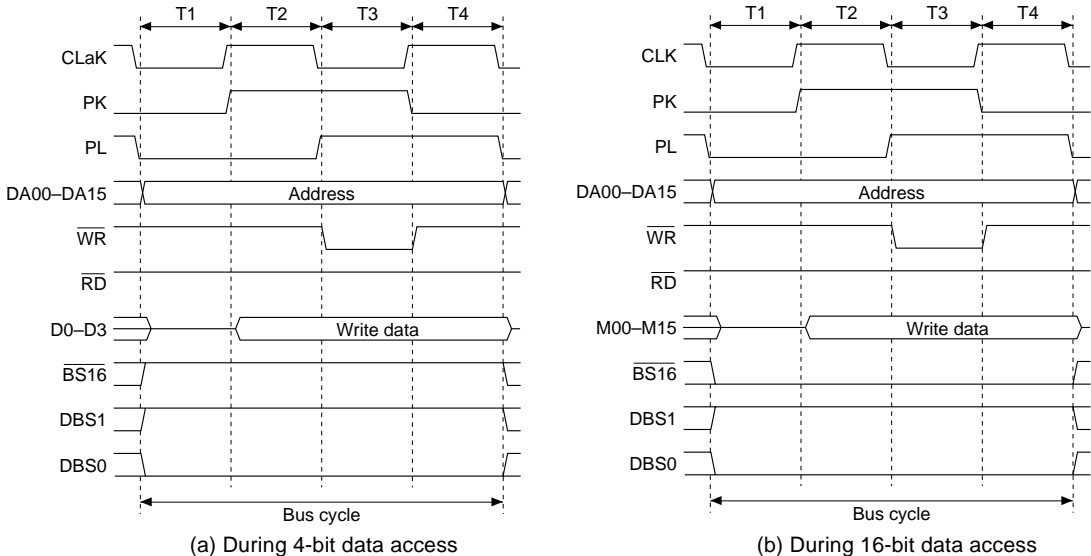 T1 T2 T3 T4
CLaK
PK
PL
DA00–DA15 Address
WR
RD
D0–D3 Write data
BS16
DBS1
DBS0
Bus cycle
(a) During 4-bit data access
T1 T2 T3 T4
CLK
PK
PL
DA00–DA15 Address
WR
RD
M00–M15 Write data
BS16
DBS1
DBS0
Bus cycle
(b) During 16-bit data access